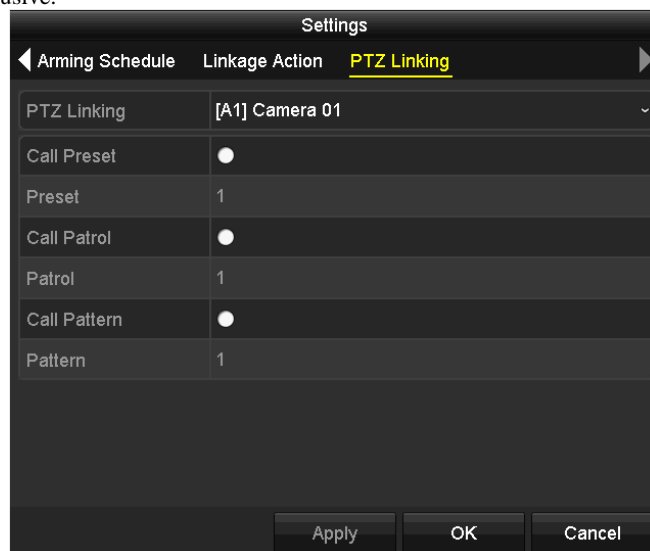 usive.
Settings
Arming Schedule Linkage Action PTZ Linking
PTZ Linking [A1] Camera 01
Call Preset
Preset 1
Call Patrol
Patrol 1
Call Pattern
Pattern 1
Apply OK Cancel